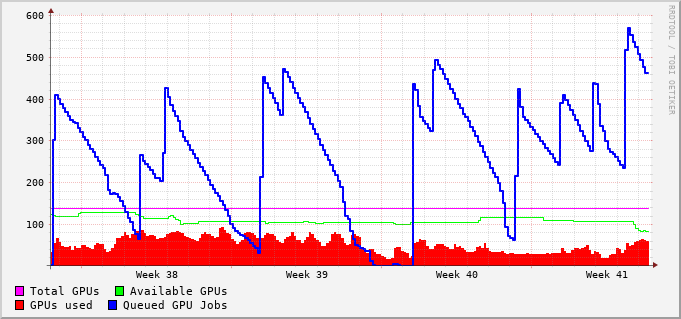 600
500
400
300
200
100
RRDTOOL / TOBI OETIKER
Week 38 Week 39 Week 40 Week 41
Total GPUs Available GPUs
GPUs used Queued GPU Jobs